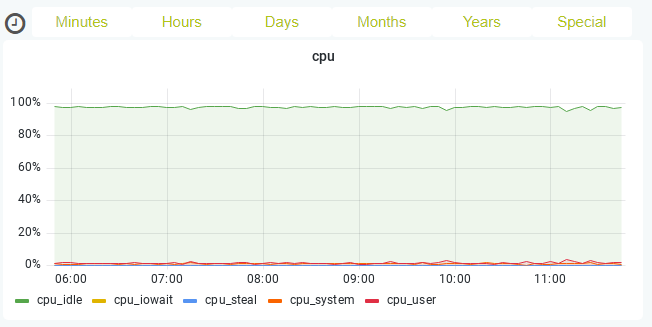 Minutes Hours Days Months Years Special
cpu
100%
80%
60%
40%
20%
0%
06:00 07:00 08:00 09:00 10:00 11:00
cpu_idle cpu_iowait cpu_steal cpu_system cpu_user